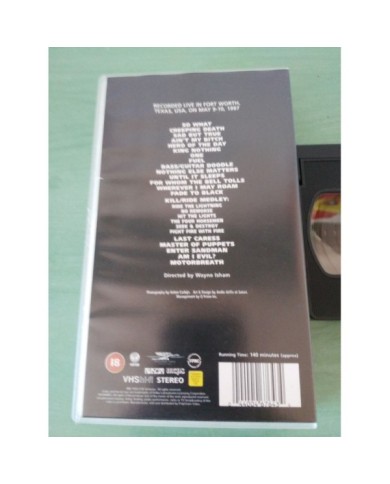 RECORDED LIVE IN FORT WORTH,
TEXAS, USA, ON MAY 9-10, 1997
SO WHAT
CREEPING DEATH
SAD BUT TRUE
AIN'T MY BITCH
HERO OF THE DAY
KING NOTHING
ONE
FUEL
BASS/GUITAR DOODLE
NOTHING ELSE MATTERS
UNTIL IT SLEEPS
FOR WHOM THE BELL TOLLS
WHEREVER I MAY ROAM
FADE TO BLACK
KILL/RIDE MEDLEY:
RIDE THE LIGHTNING
NO REMORSE
HIT THE LIGHTS
THE FOUR HORSEMEN
SEEK & DESTROY
FIGHT FIRE WITH FIRE
LAST CARESS
MASTER OF PUPPETS
ENTER SANDMAN
AM I EVIL?
MOTORBREATH
Directed by Wayne Isham
18
VHS STEREO
Running Time: 140 minutes (approx)